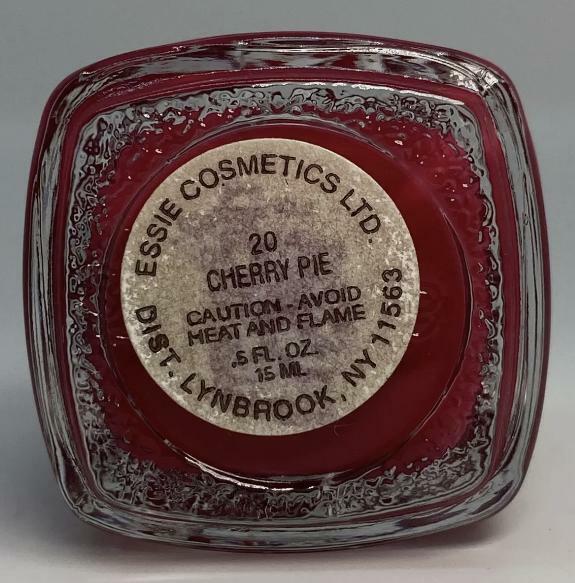 ESSIE COSMETICS LTD.
20
CHERRY PIE
CAUTION - AVOID
HEAT AND FLAME
.5 FL. OZ.
15 ML
DIST. LYNBROOK, NY 11563